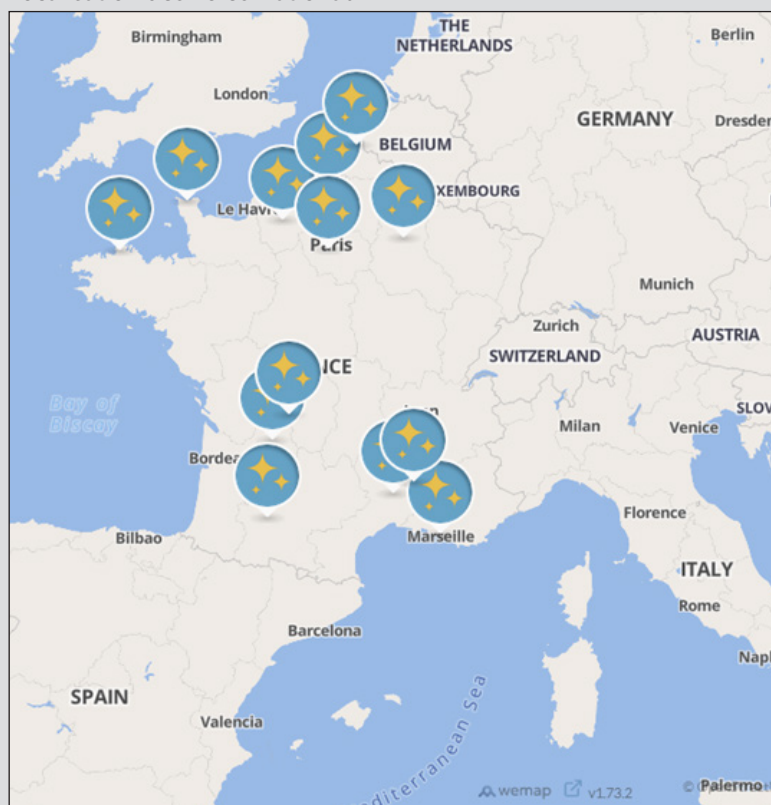 Birmingham
THE
NETHERLANDS
Berlin
London
GERMANY
Dresden
BELGIUM
XEMBOURG
Le Havr
Paris
Munich
Zurich
AUSTRIA
SWITZERLAND
NCE
Bay of
Biscay
SLOV
Milan
Venice
Bordea
Florence
Bilbao
Marseille
ITALY
Rome
Barcelona
Napl
SPAIN
Valencia
editerranean Sea
wemap
v1.73.2
Palermo